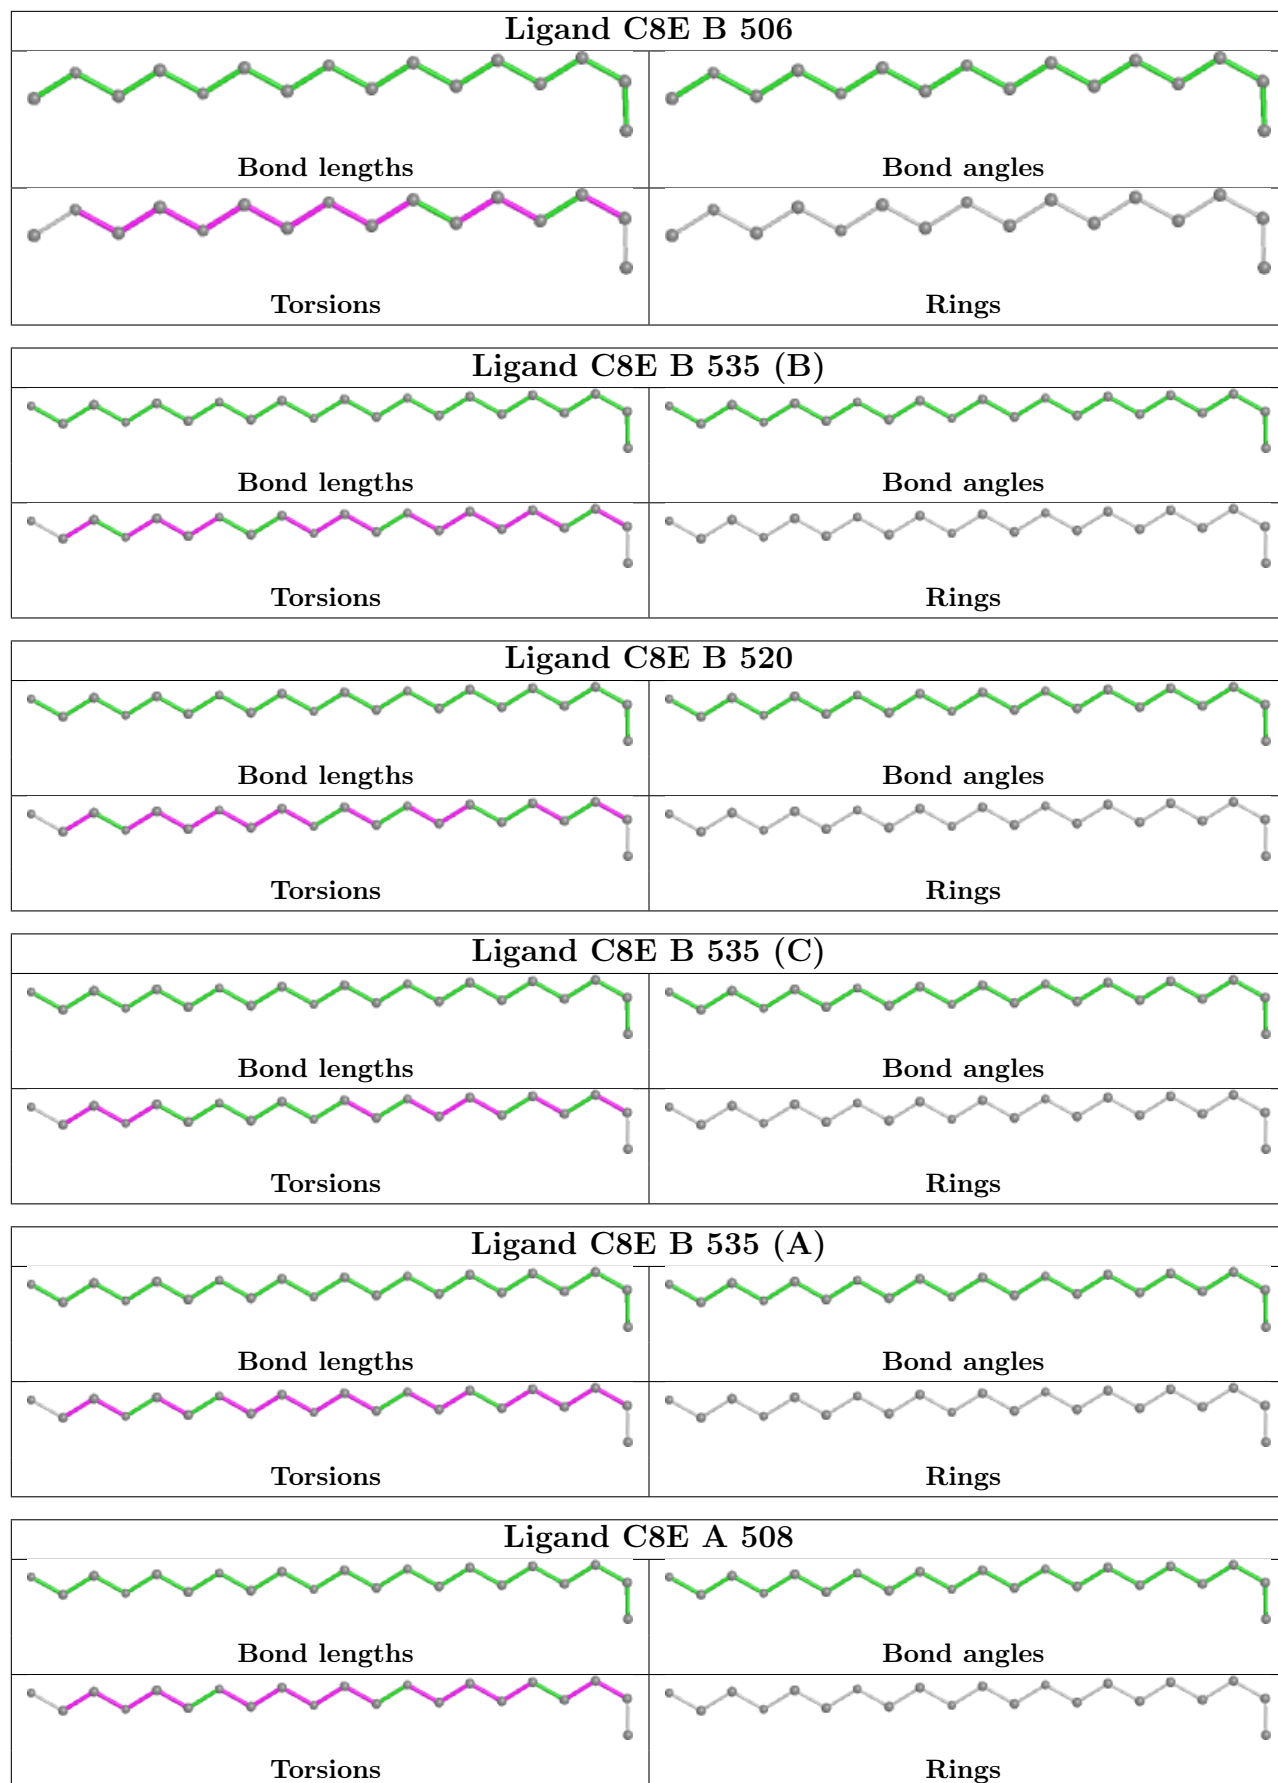 Ligand C8E B 506
Bond lengths Bond angles
Torsions Rings
Ligand C8E B 535 (B)
Bond lengths Bond angles
Torsions Rings
Ligand C8E B 520
Bond lengths Bond angles
Torsions Rings
Ligand C8E B 535 (C)
Bond lengths Bond angles
Torsions Rings
Ligand C8E B 535 (A)
Bond lengths Bond angles
Torsions Rings
Ligand C8E A 508
Bond lengths Bond angles
Torsions Rings